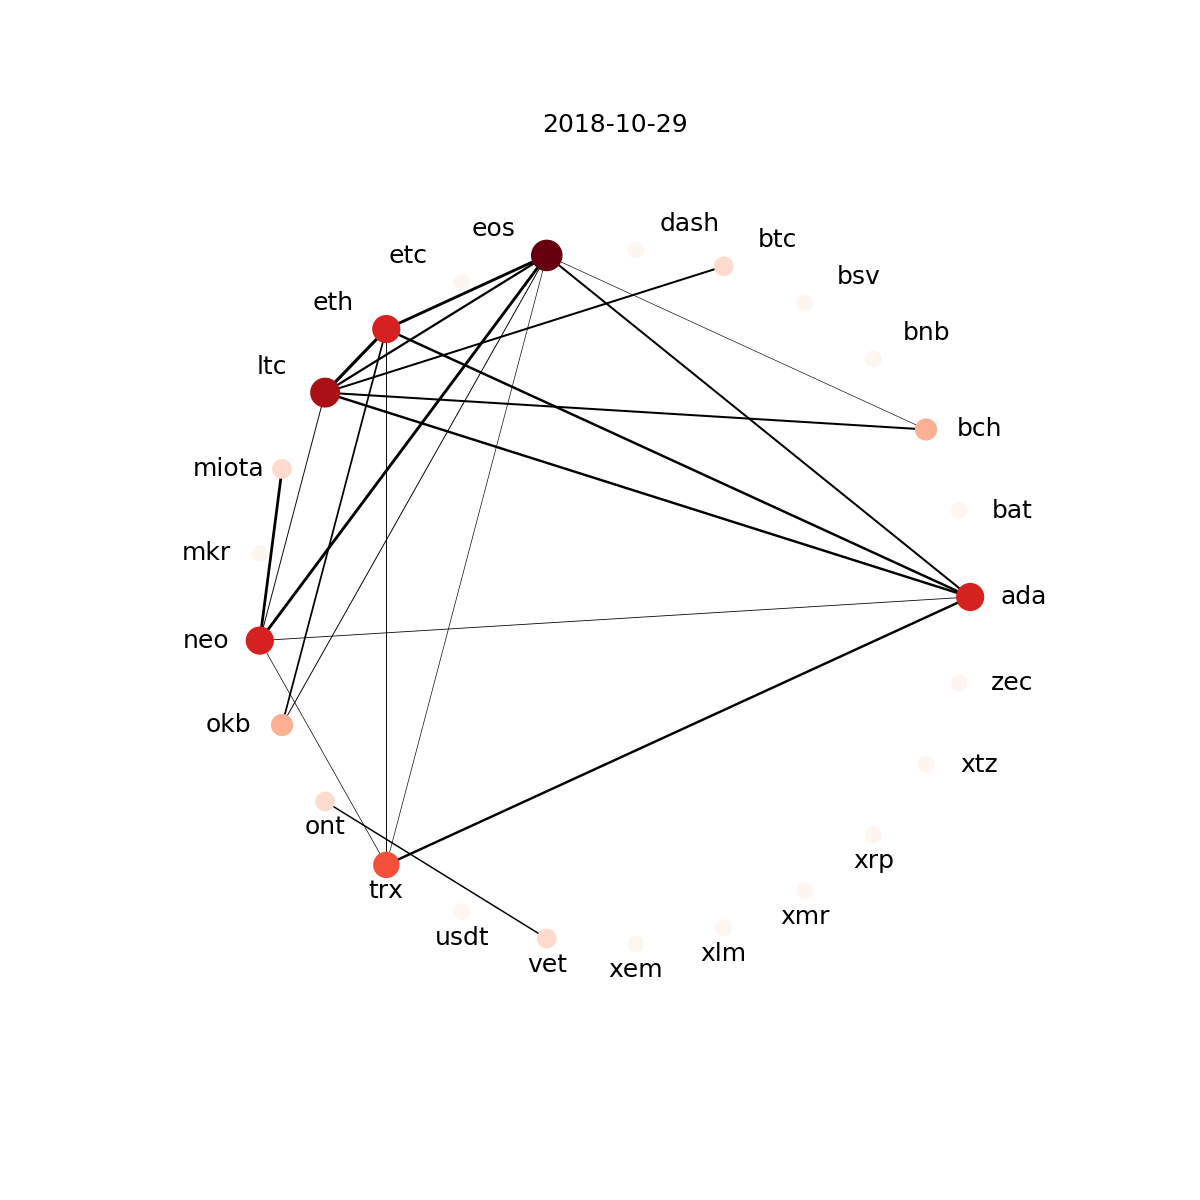 2018-10-29
dash
eos
btc
etc
bsv
eth
bnb
ltc
bch
miota
bat
mkr
ada
neo
zec
okb
xtz
ont
xrp
trx
xmr
usdt
xlm
vet
xem